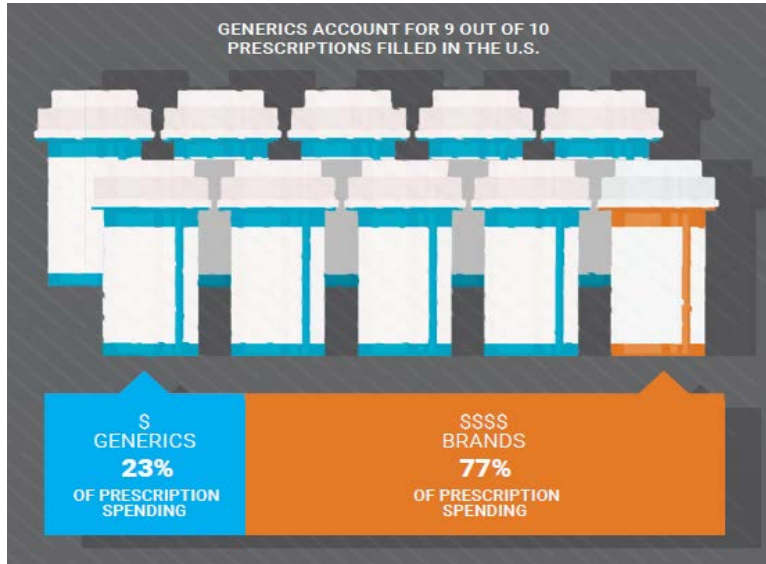 GENERICS ACCOUNT FOR 9 OUT OF 10
PRESCRIPTIONS FILLED IN THE U.S.
$
GENERICS
23%
OF PRESCRIPTION
SPENDING
$$$$
BRANDS
77%
OF PRESCRIPTION
SPENDING